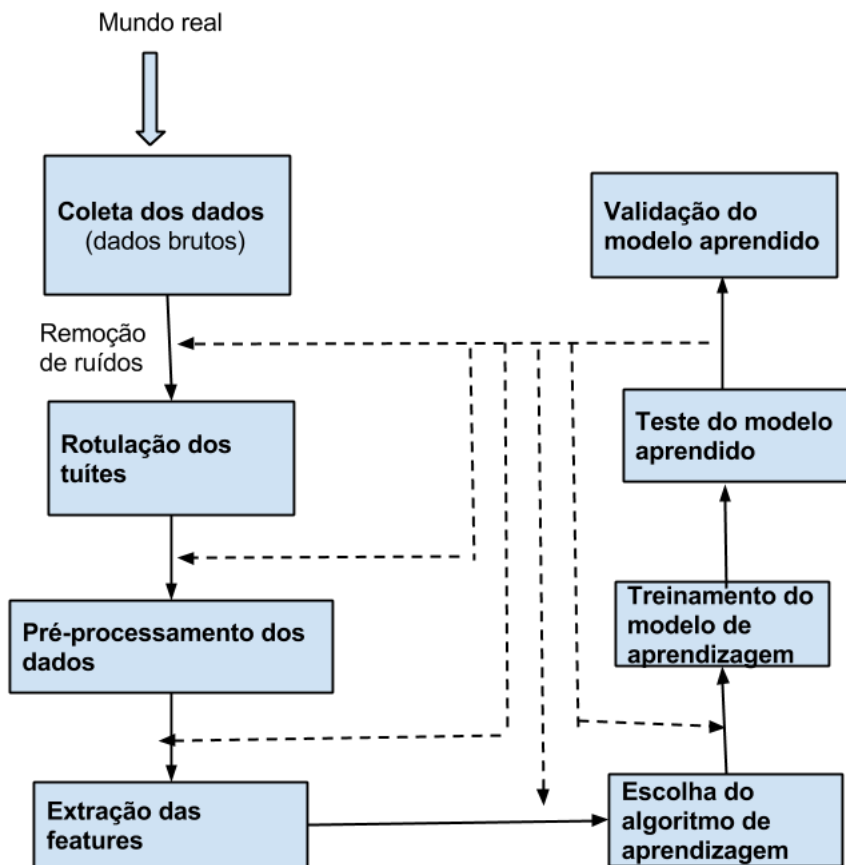 Mundo real
Coleta dos dados
(dados brutos)
Remoção
de ruídos
Rotulação dos
tuítes
Pré-processamento dos
dados
Extração das
features
Escolha do
algoritmo de
aprendizagem
Treinamento do
modelo de
aprendizagem
Teste do modelo
aprendido
Validação do
modelo aprendido